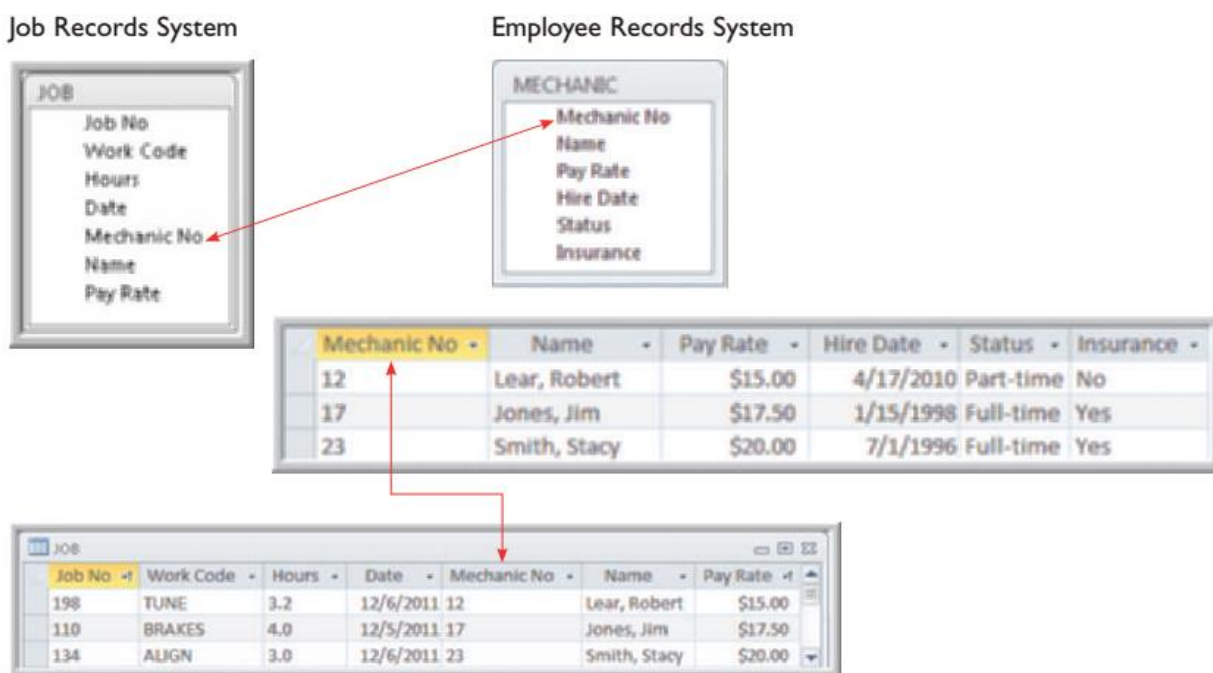 Job Records System
Employee Records System
JOB
Job No
Work Code
Hours
Date
Mechanic No
Name
Pay Rate
MECHANIC
Mechanic No
Name
Pay Rate
Hire Date
Status
Insurance
Mechanic No Name Pay Rate Hire Date Status Insurance
12 Lear, Robert $15.00 4/17/2010 Part-time No
17 Jones, Jim $17.50 1/15/1998 Full-time Yes
23 Smith, Stacy $20.00 7/1/1996 Full-time Yes
JOB
Job No Work Code Hours Date Mechanic No Name Pay Rate
198 TUNE 3.2 12/6/2011 12 Lear, Robert $15.00
110 BRAKES 4.0 12/5/2011 17 Jones, Jim $17.50
134 ALIGN 3.0 12/6/2011 23 Smith, Stacy $20.00